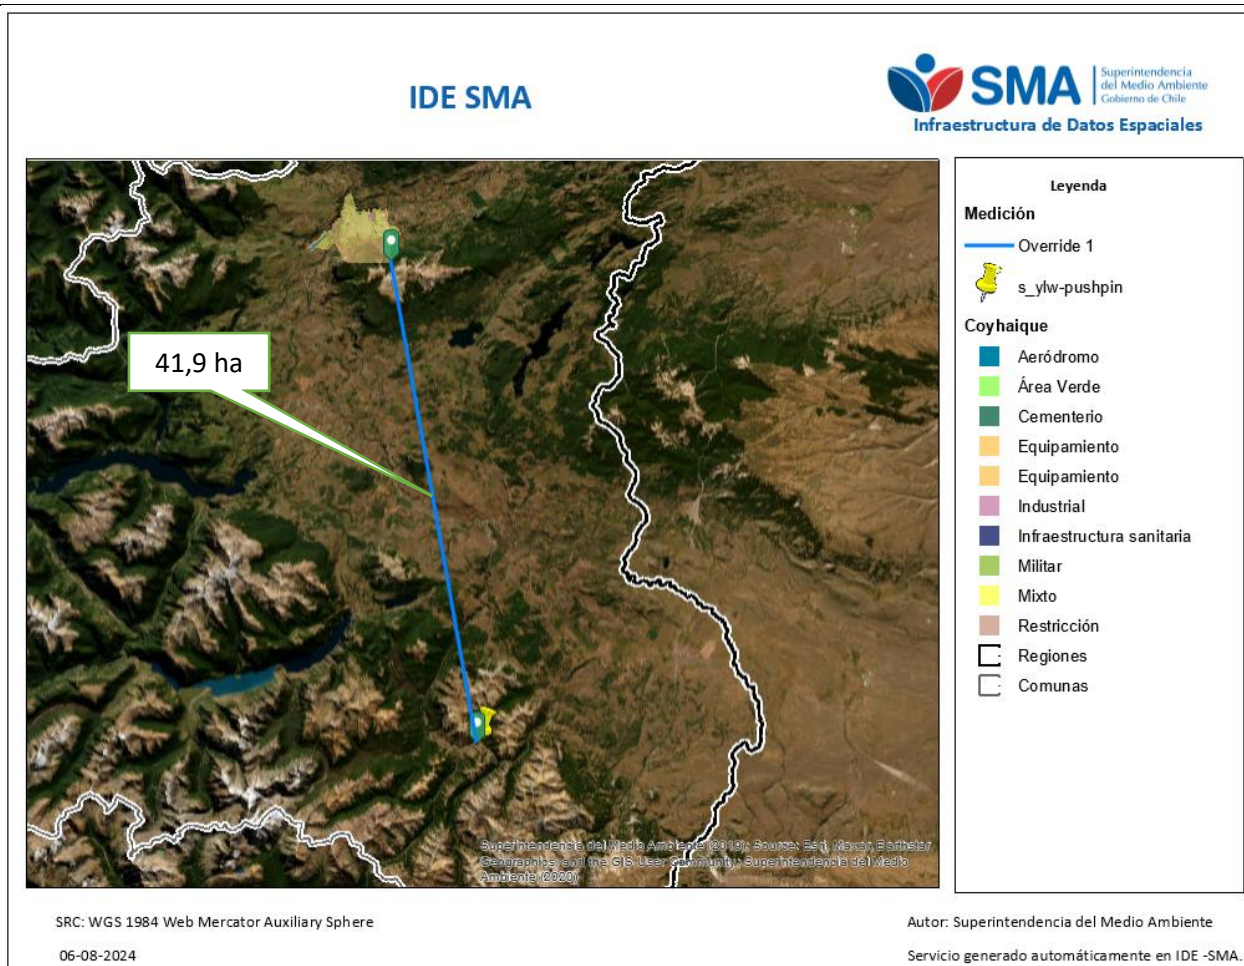 IDE SMA
SMA
Superintendencia
del Medio Ambiente
Gobierno de Chile
Infraestructura de Datos Espaciales
41,9 ha
Superintendencia del Medio Ambiente (2019); Source: Esri, Maxar, Earthstar
Geographics, and the GIS User Community; Superintendencia del Medio
Ambiente (2020)
Leyenda
Medición
Override 1
s_ylw-pushpin
Coyhaique
Aeródromo
Área Verde
Cementerio
Equipamiento
Equipamiento
Industrial
Infraestructura sanitaria
Militar
Mixto
Restricción
Regiones
Comunas
SRC: WGS 1984 Web Mercator Auxiliary Sphere
06-08-2024
Autor: Superintendencia del Medio Ambiente
Servicio generado automáticamente en IDE -SMA.